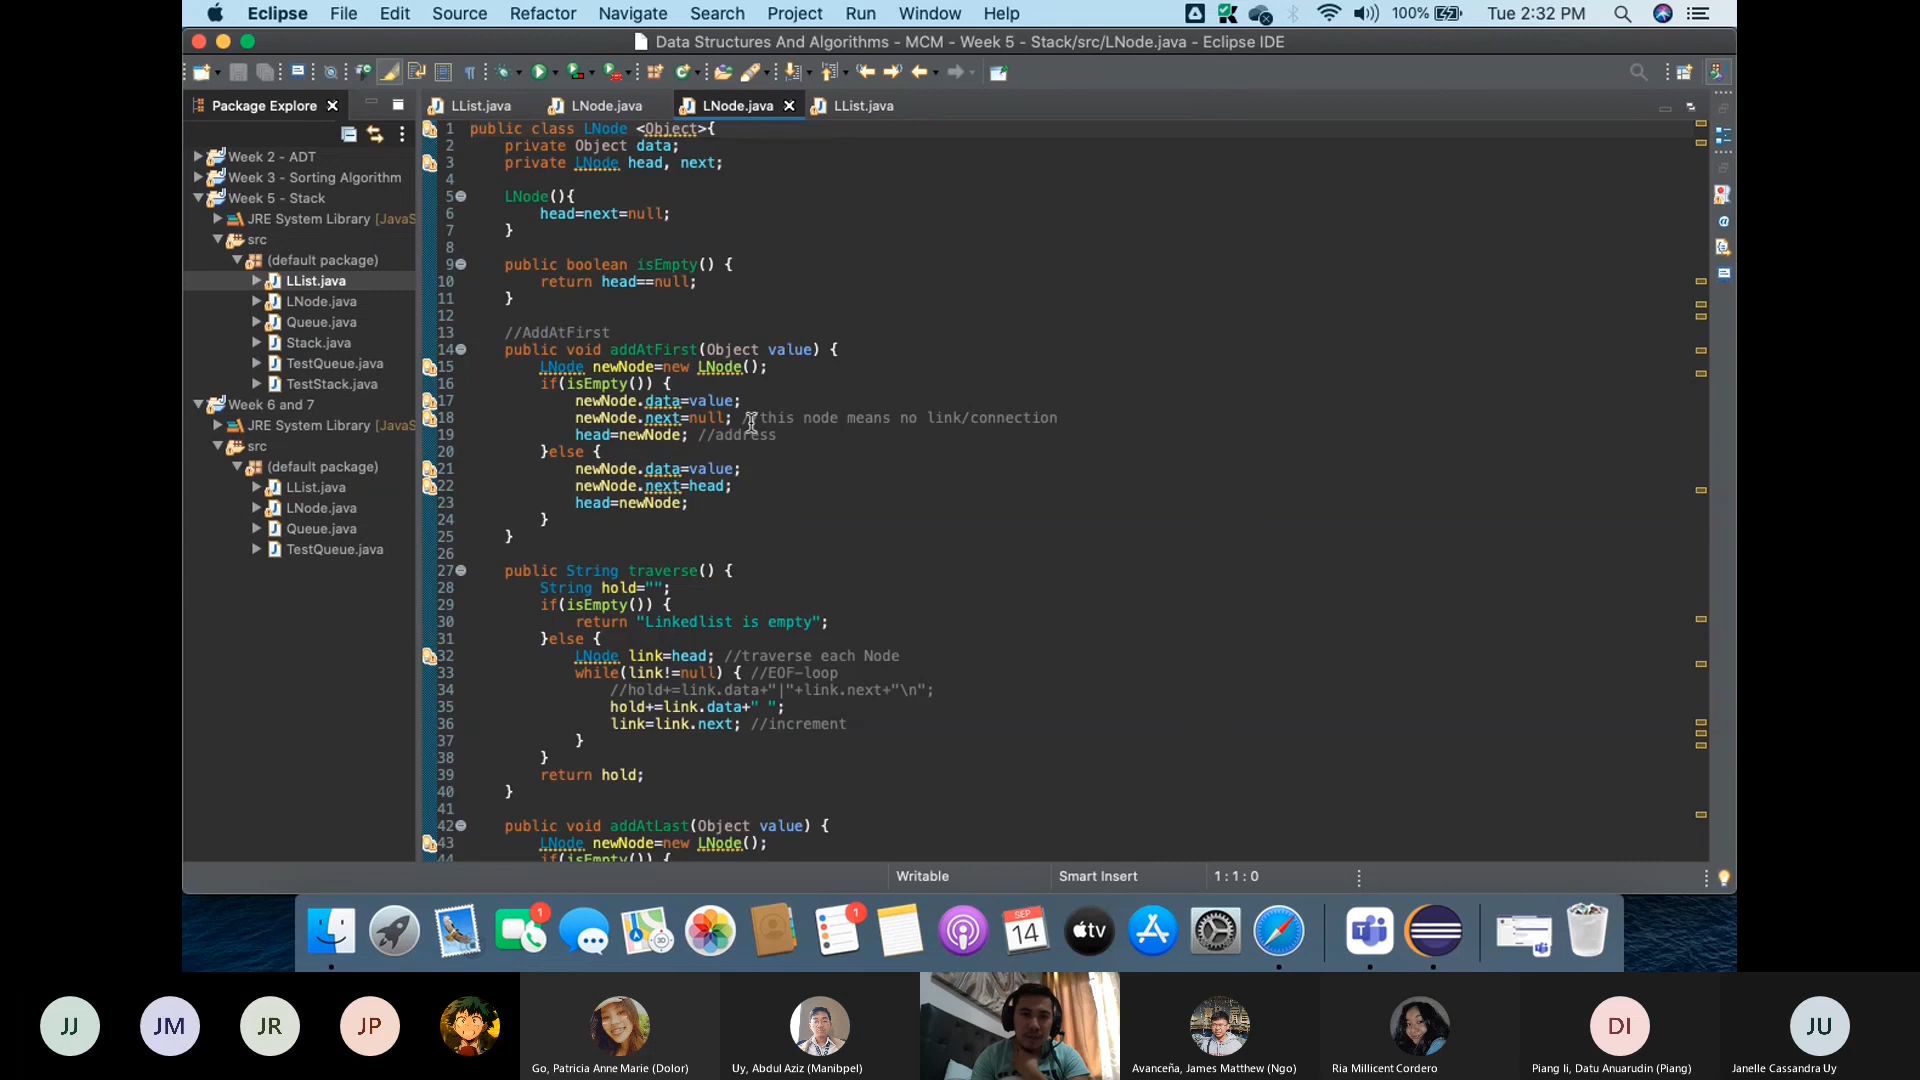 Eclipse File Edit Source Refactor Navigate Search Project Run Window Help 100% Tue 2:32 PM
Data Structures And Algorithms - MCM - Week 5 - Stack/src/LNode.java - Eclipse IDE
Package Explorer
LList.java LNode.java LNode.java LList.java
Week 2 - ADT
Week 3 - Sorting Algorithm
Week 5 - Stack
JRE System Library [JavaS
src
(default package)
LList.java
LNode.java
Queue.java
Stack.java
TestQueue.java
TestStack.java
Week 6 and 7
JRE System Library [JavaS
src
(default package)
LList.java
LNode.java
Queue.java
TestQueue.java
1 public class LNode <Object>{
2 private Object data;
3 private LNode head, next;
4
5 LNode(){
6 head=next=null;
7 }
8
9 public boolean isEmpty() {
10 return head==null;
11 }
12
13 //AddAtFirst
14 public void addAtFirst(Object value) {
15 LNode newNode=new LNode();
16 if(isEmpty()) {
17 newNode.data=value;
18 newNode.next=null; //this node means no link/connection
19 head=newNode; //address
20 }else {
21 newNode.data=value;
22 newNode.next=head;
23 head=newNode;
24 }
25 }
26
27 public String traverse() {
28 String hold="";
29 if(isEmpty()) {
30 return "Linkedlist is empty";
31 }else {
32 LNode link=head; //traverse each Node
33 while(link!=null) { //EOF-loop
34 //hold+=link.data+"|"+link.next+"\n";
35 hold+=link.data+" ";
36 link=link.next; //increment
37 }
38 }
39 return hold;
40 }
41
42 public void addAtLast(Object value) {
43 LNode newNode=new LNode();
44 if(isEmpty()) {
Writable Smart Insert 1 : 1 : 0
1
1
SEP
14
tv
JJ JM JR JP DI JU
Go, Patricia Anne Marie (Dolor) Uy, Abdul Aziz (Manibpel) Avanceña, James Matthew (Ngo) Ria Millicent Cordero Piang Ii, Datu Anuarudin (Piang) Janelle Cassandra Uy